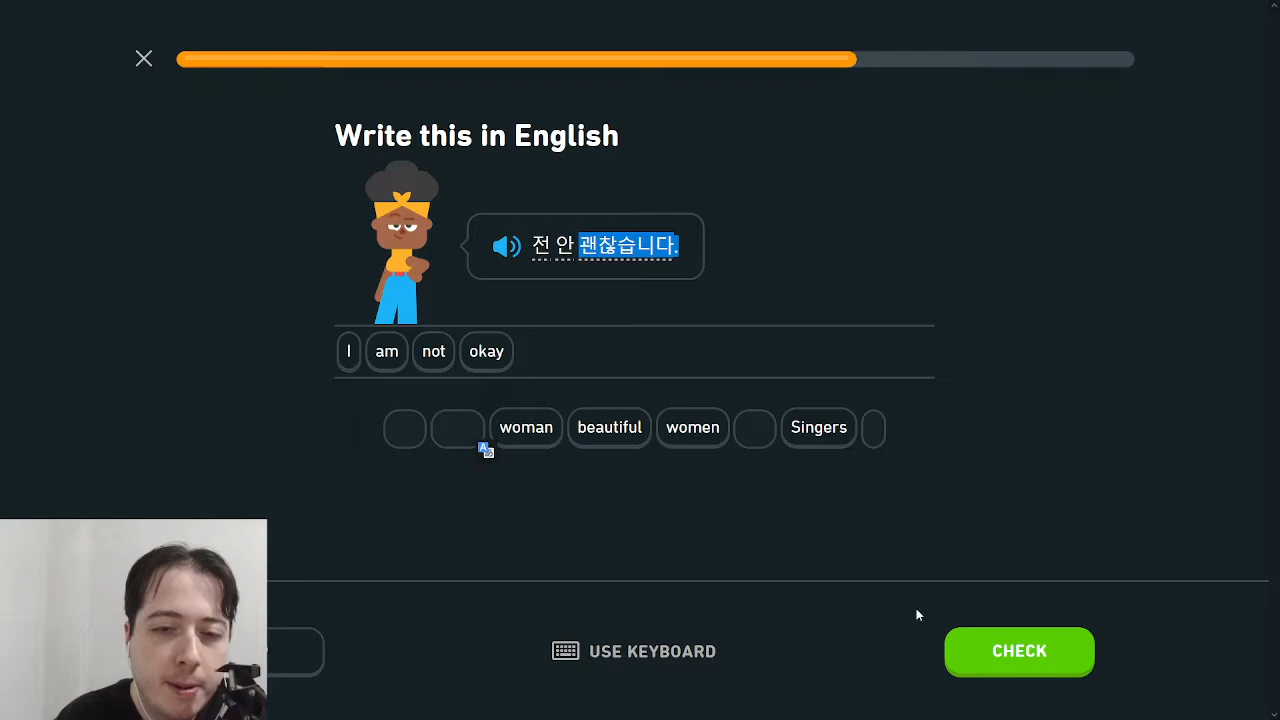 Write this in English
전 안 괜찮습니다.
I am not okay
woman beautiful women Singers
USE KEYBOARD
CHECK